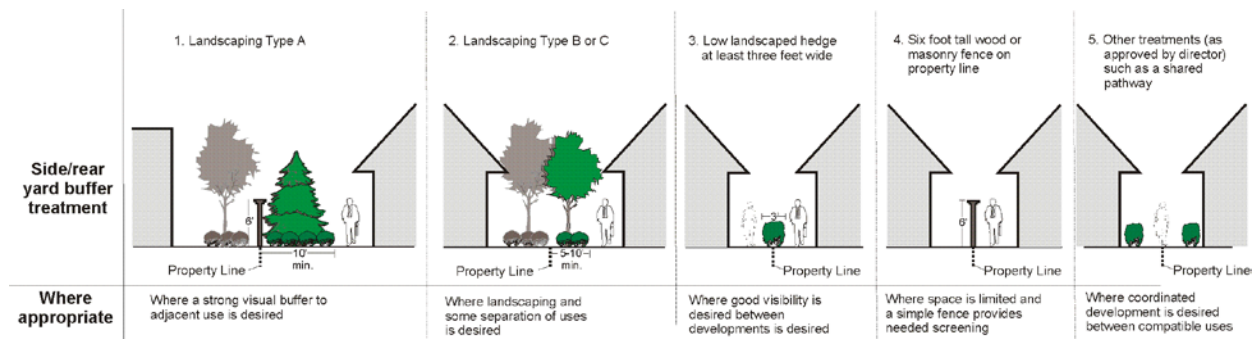 1. Landscaping Type A
2. Landscaping Type B or C
3. Low landscaped hedge
at least three feet wide
4. Six foot tall wood or
masonry fence on
property line
5. Other treatments (as
approved by director)
such as a shared
pathway
Side/rear
yard buffer
treatment
6'
10'
min.
Property Line
5-10'
min.
Property Line
3'
Property Line
6'
Property Line
Property Line
Where
appropriate
Where a strong visual buffer to
adjacent use is desired
Where landscaping and
some separation of uses
is desired
Where good visibility is
desired between
developments is desired
Where space is limited and
a simple fence provides
needed screening
Where coordinated
development is desired
between compatible uses